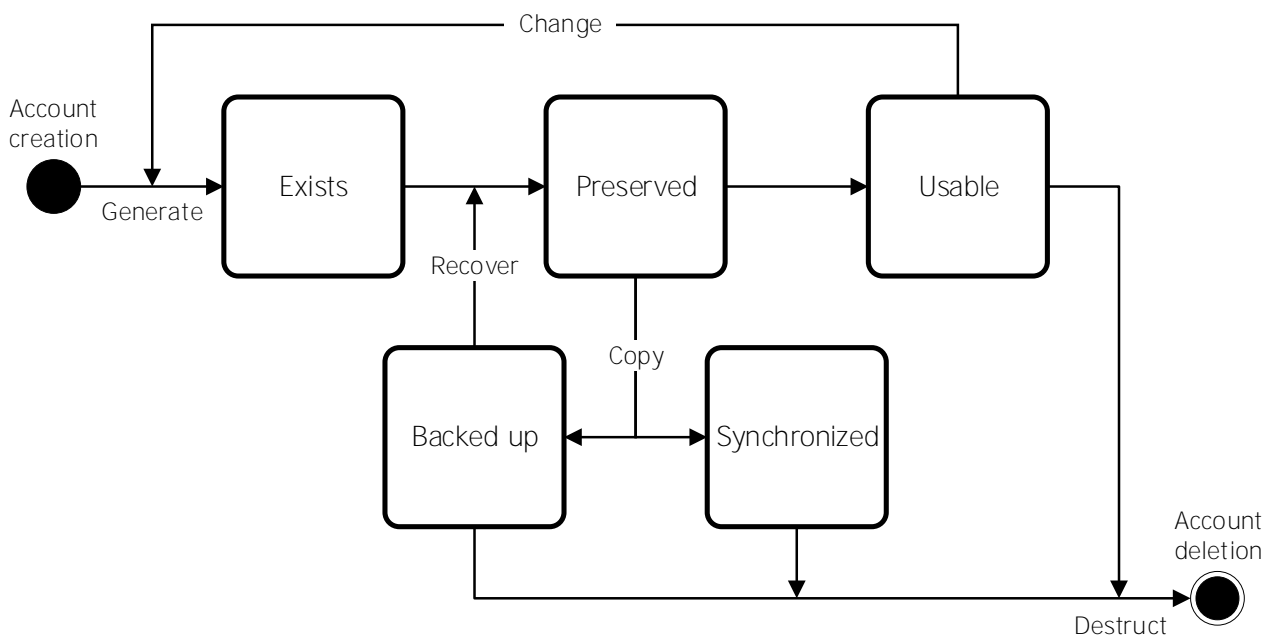 Change
Account
creation
Exists
Preserved
Usable
Generate
Recover
Copy
Backed up
Synchronized
Account
deletion
Destruct